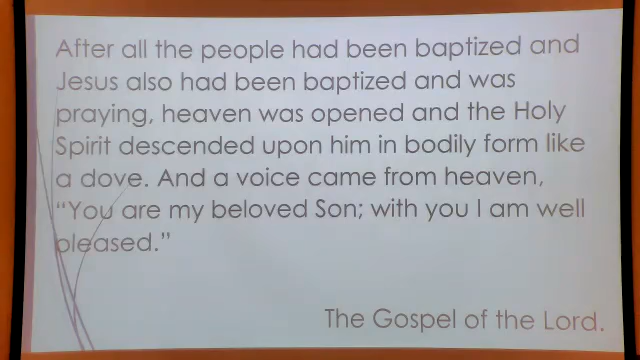 After all the people had been baptized and
Jesus also had been baptized and was
praying, heaven was opened and the Holy
Spirit descended upon him in bodily form like
a dove. And a voice came from heaven,
“You are my beloved Son; with you I am well
pleased.”
The Gospel of the Lord.